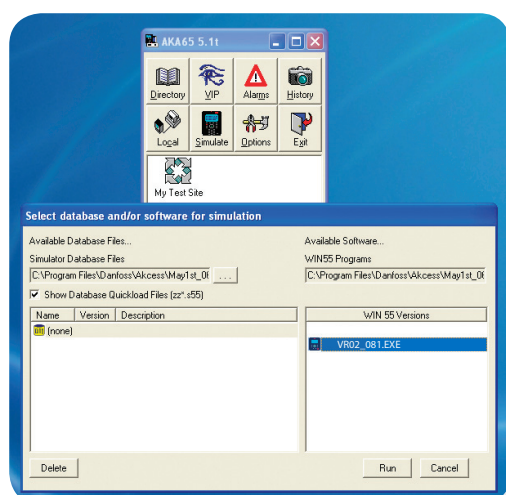 AKA65 5.1t
Directory VIP Alarms History
Local Simulate Options Exit
My Test Site
Select database and/or software for simulation
Available Database Files...
Available Software...
Simulator Database Files
WIN55 Programs
C:\Program Files\Danfoss\Akcess\May1st_06
...
C:\Program Files\Danfoss\Akcess\May1st_06
Show Database Quickload Files (zz*.s55)
Name Version Description
WIN 55 Versions
(none)
VR02_081.EXE
Delete
Run
Cancel